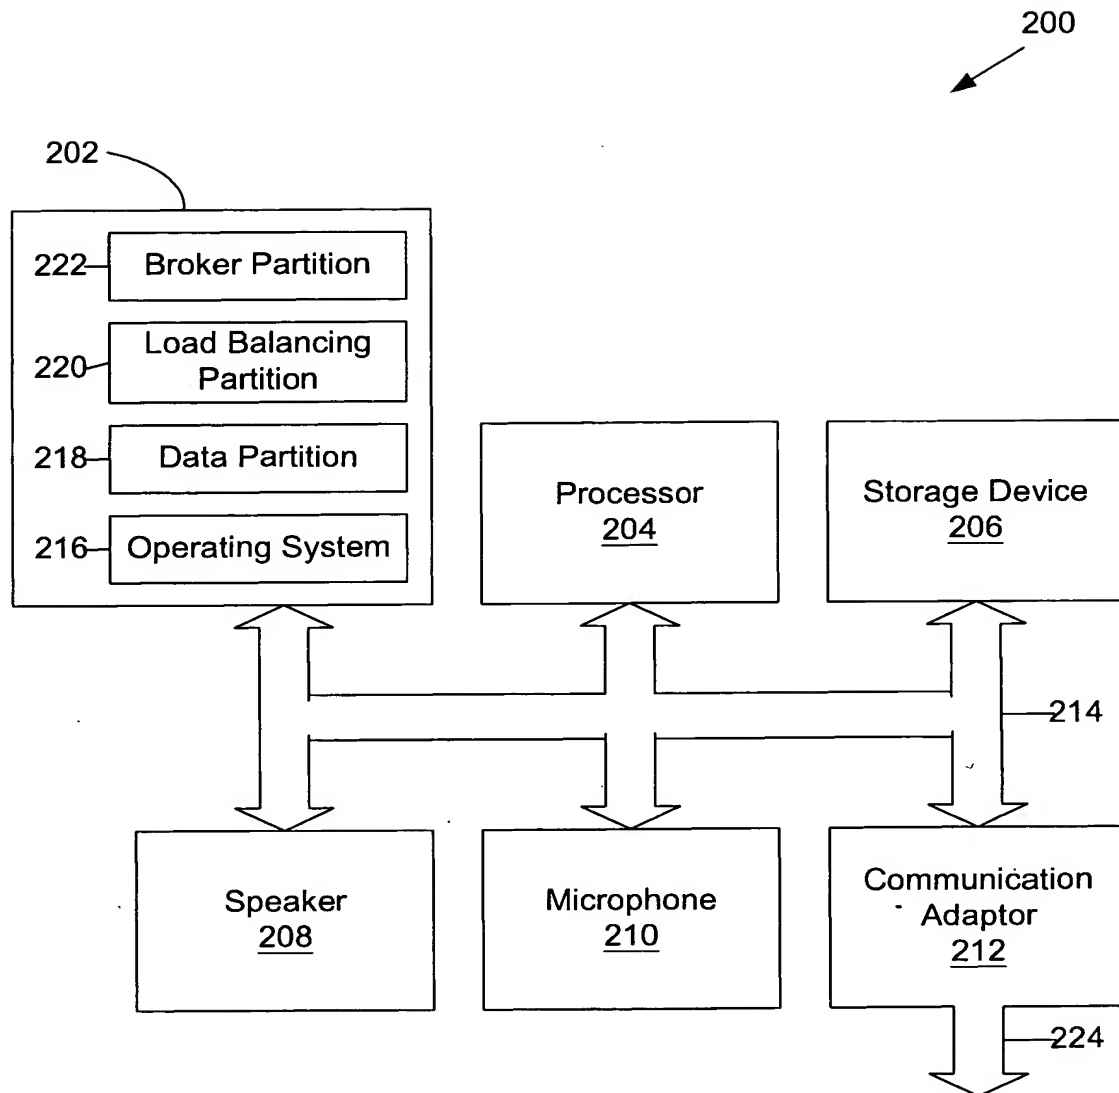 200
202
222
Broker Partition
220
Load Balancing
Partition
218
Data Partition
216
Operating System
Processor
204
Storage Device
206
214
Speaker
208
Microphone
210
Communication
Adaptor
212
224